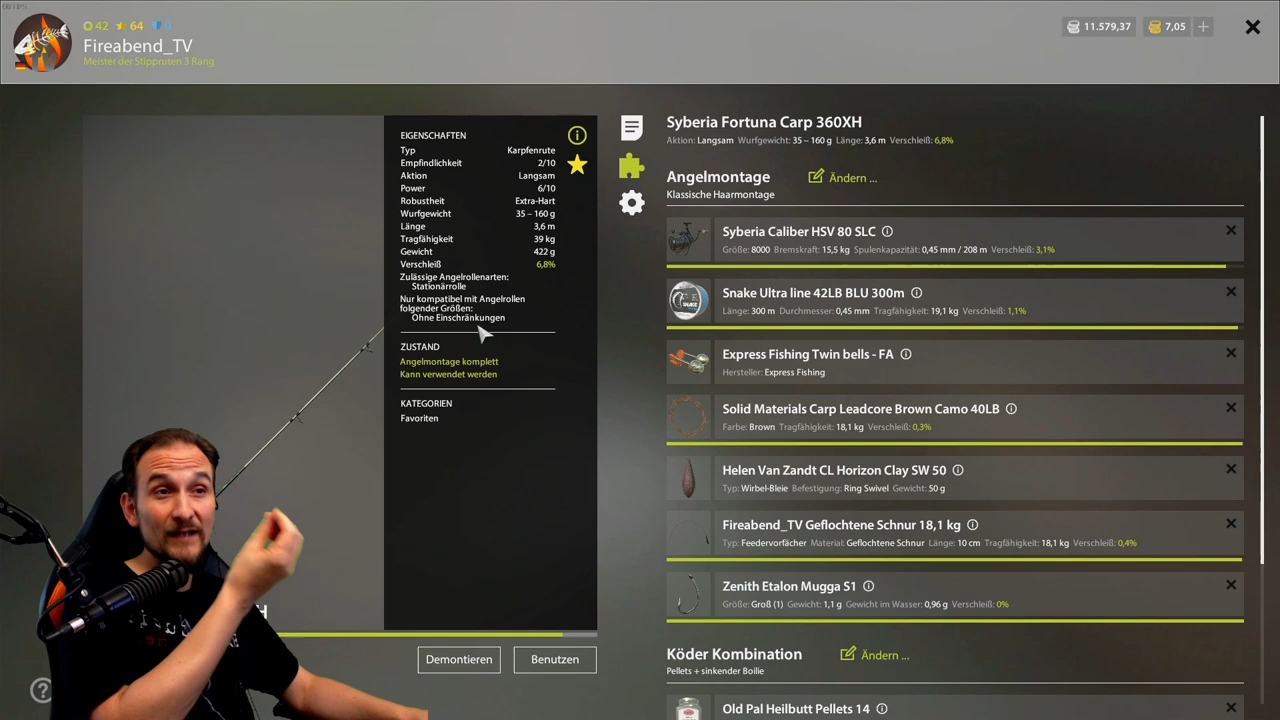 42 64 0
Fireabend_TV
Meister der Stippruten 3 Rang
11.579,37
7,05
EIGENSCHAFTEN
Typ Karpfenrute
Empfindlichkeit 2/10
Aktion Langsam
Power 6/10
Robustheit Extra-Hart
Wurfgewicht 35 – 160 g
Länge 3,6 m
Tragfähigkeit 39 kg
Gewicht 422 g
Verschleiß 6,8%
Zulässige Angelrollenarten:
Stationärrolle
Nur kompatibel mit Angelrollen
folgender Größen:
Ohne Einschränkungen
ZUSTAND
Angelmontage komplett
Kann verwendet werden
KATEGORIEN
Favoriten
H
Demontieren
Benutzen
Syberia Fortuna Carp 360XH
Aktion: Langsam Wurfgewicht: 35 – 160 g Länge: 3,6 m Verschleiß: 6,8%
Angelmontage
Ändern ...
Klassische Haarmontage
Syberia Caliber HSV 80 SLC
Größe: 8000 Bremskraft: 15,5 kg Spulenkapazität: 0,45 mm / 208 m Verschleiß: 3,1%
Snake Ultra line 42LB BLU 300m
Länge: 300 m Durchmesser: 0,45 mm Tragfähigkeit: 19,1 kg Verschleiß: 1,1%
Express Fishing Twin bells - FA
Hersteller: Express Fishing
Solid Materials Carp Leadcore Brown Camo 40LB
Farbe: Brown Tragfähigkeit: 18,1 kg Verschleiß: 0,3%
Helen Van Zandt CL Horizon Clay SW 50
Typ: Wirbel-Bleie Befestigung: Ring Swivel Gewicht: 50 g
Fireabend_TV Geflochtene Schnur 18,1 kg
Typ: Feedervorfächer Material: Geflochtene Schnur Länge: 10 cm Tragfähigkeit: 18,1 kg Verschleiß: 0,4%
Zenith Etalon Mugga S1
Größe: Groß (1) Gewicht: 1,1 g Gewicht im Wasser: 0,96 g Verschleiß: 0%
Köder Kombination
Ändern ...
Pellets + sinkender Boilie
Old Pal Heilbutt Pellets 14